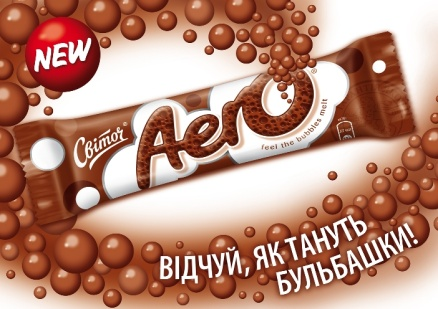 NEW
Світоч
Aero
®
feel the bubbles melt
ВІДЧУЙ, ЯК ТАНУТЬ
БУЛЬБАШКИ!